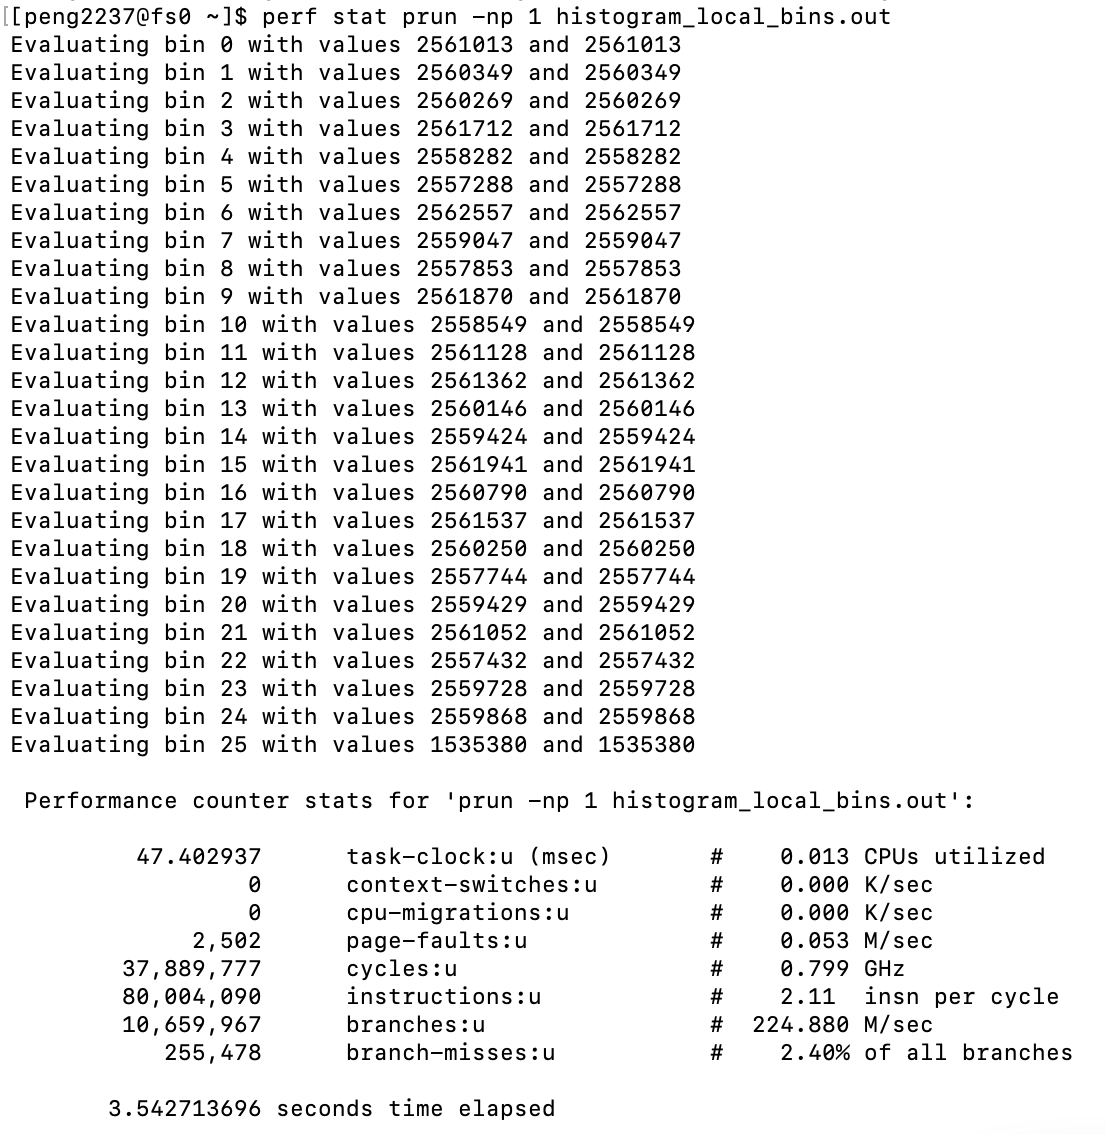 [[peng2237@fs0 ~]$ perf stat prun -np 1 histogram_local_bins.out
Evaluating bin 0 with values 2561013 and 2561013
Evaluating bin 1 with values 2560349 and 2560349
Evaluating bin 2 with values 2560269 and 2560269
Evaluating bin 3 with values 2561712 and 2561712
Evaluating bin 4 with values 2558282 and 2558282
Evaluating bin 5 with values 2557288 and 2557288
Evaluating bin 6 with values 2562557 and 2562557
Evaluating bin 7 with values 2559047 and 2559047
Evaluating bin 8 with values 2557853 and 2557853
Evaluating bin 9 with values 2561870 and 2561870
Evaluating bin 10 with values 2558549 and 2558549
Evaluating bin 11 with values 2561128 and 2561128
Evaluating bin 12 with values 2561362 and 2561362
Evaluating bin 13 with values 2560146 and 2560146
Evaluating bin 14 with values 2559424 and 2559424
Evaluating bin 15 with values 2561941 and 2561941
Evaluating bin 16 with values 2560790 and 2560790
Evaluating bin 17 with values 2561537 and 2561537
Evaluating bin 18 with values 2560250 and 2560250
Evaluating bin 19 with values 2557744 and 2557744
Evaluating bin 20 with values 2559429 and 2559429
Evaluating bin 21 with values 2561052 and 2561052
Evaluating bin 22 with values 2557432 and 2557432
Evaluating bin 23 with values 2559728 and 2559728
Evaluating bin 24 with values 2559868 and 2559868
Evaluating bin 25 with values 1535380 and 1535380
Performance counter stats for 'prun -np 1 histogram_local_bins.out':
47.402937 task-clock:u (msec) # 0.013 CPUs utilized
0 context-switches:u # 0.000 K/sec
0 cpu-migrations:u # 0.000 K/sec
2,502 page-faults:u # 0.053 M/sec
37,889,777 cycles:u # 0.799 GHz
80,004,090 instructions:u # 2.11 insn per cycle
10,659,967 branches:u # 224.880 M/sec
255,478 branch-misses:u # 2.40% of all branches
3.542713696 seconds time elapsed